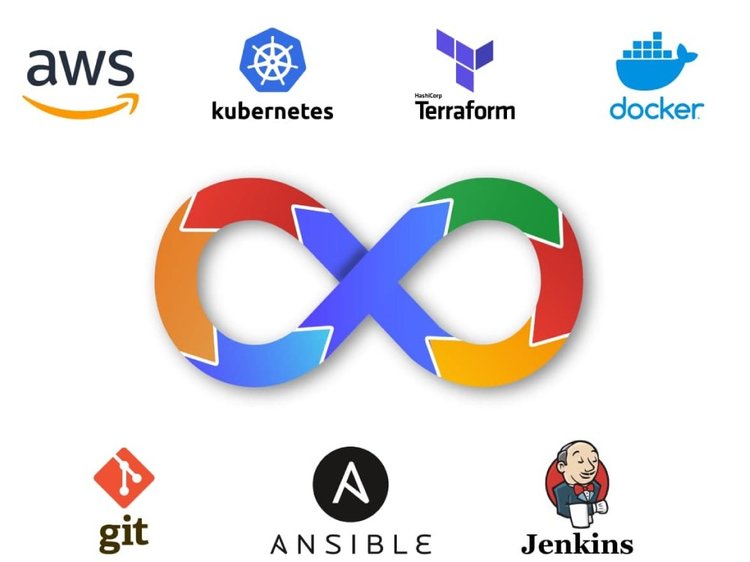 aws
kubernetes
HashiCorp
Terraform
docker
git
ANSIBLE
Jenkins